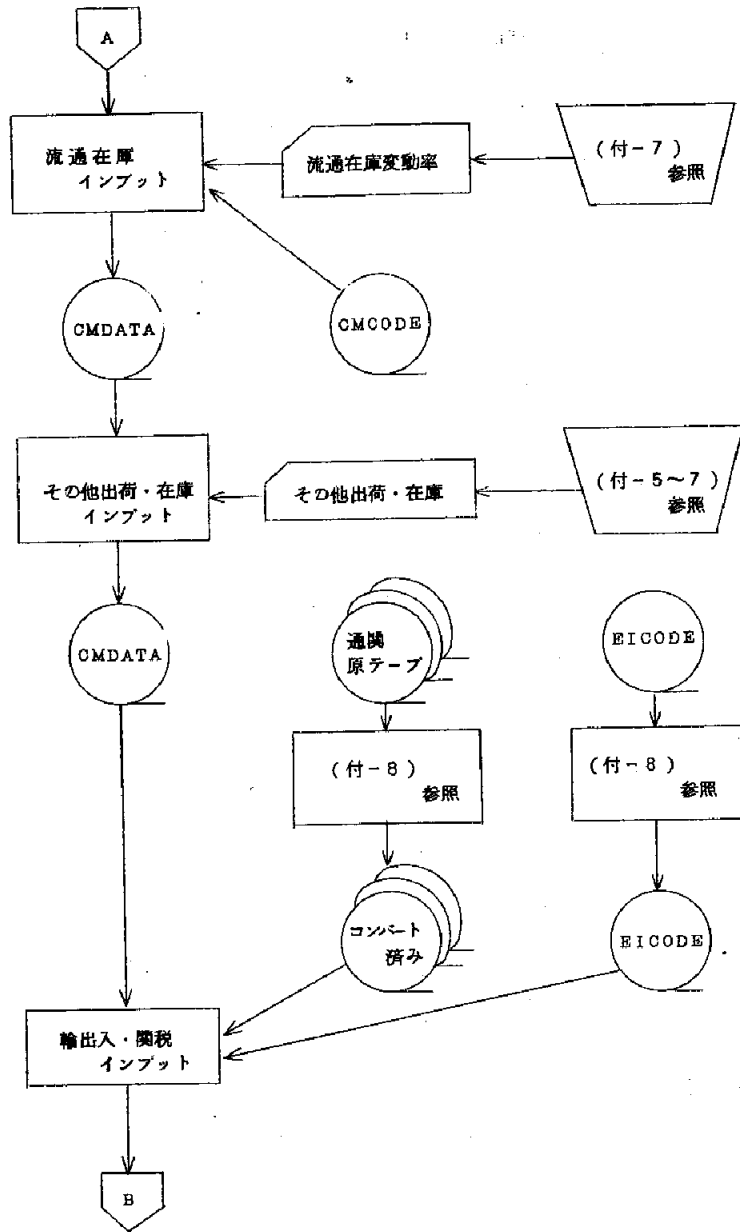 A
流通在庫
インプット
流通在庫変動率
(付-7)
参照
CMDATA
CMCODE
その他出荷・在庫
インプット
その他出荷・在庫
(付-5~7)
参照
CMDATA
通関
原テープ
EICODE
(付-8)
参照
(付-8)
参照
コンバート
済み
EICODE
輸出入・関税
インプット
B